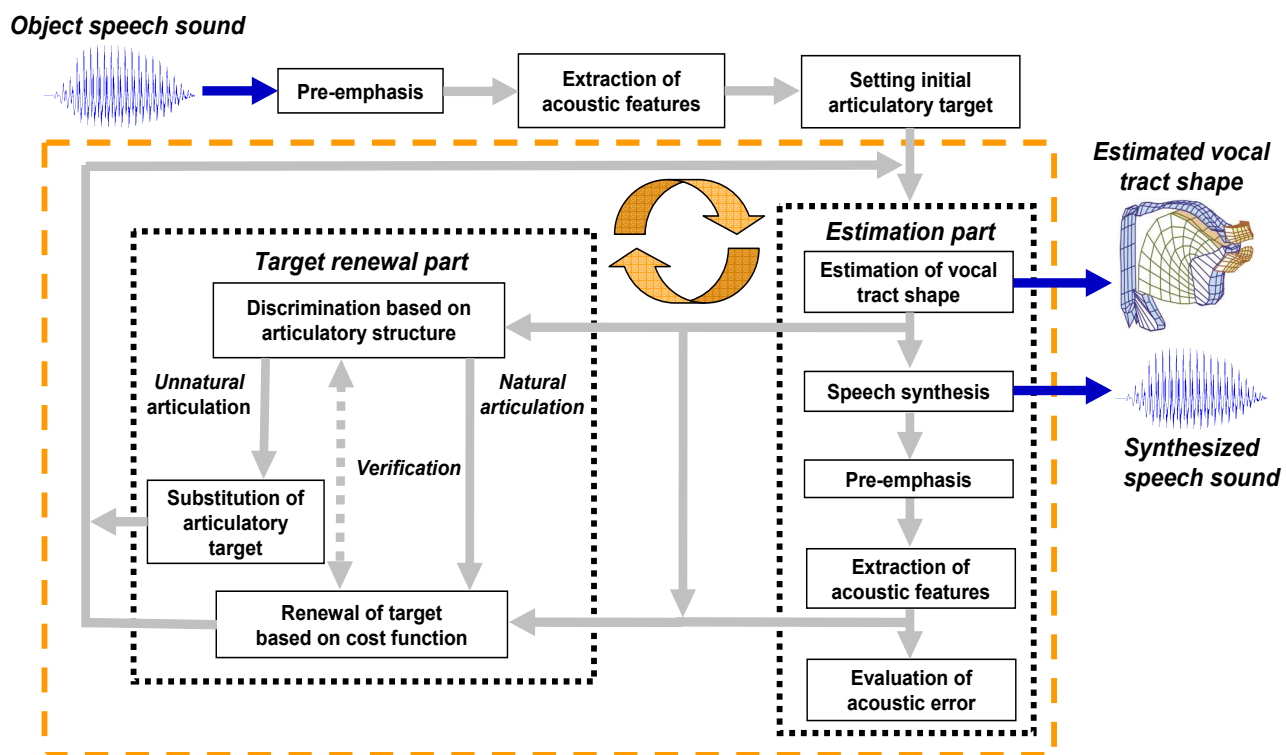 Object speech sound
Pre-emphasis
Extraction of
acoustic features
Setting initial
articulatory target
Estimated vocal
tract shape
Target renewal part
Estimation part
Discrimination based on
articulatory structure
Estimation of vocal
tract shape
Unnatural
articulation
Natural
articulation
Speech synthesis
Synthesized
speech sound
Verification
Pre-emphasis
Substitution of
articulatory
target
Extraction of
acoustic features
Renewal of target
based on cost function
Evaluation of
acoustic error